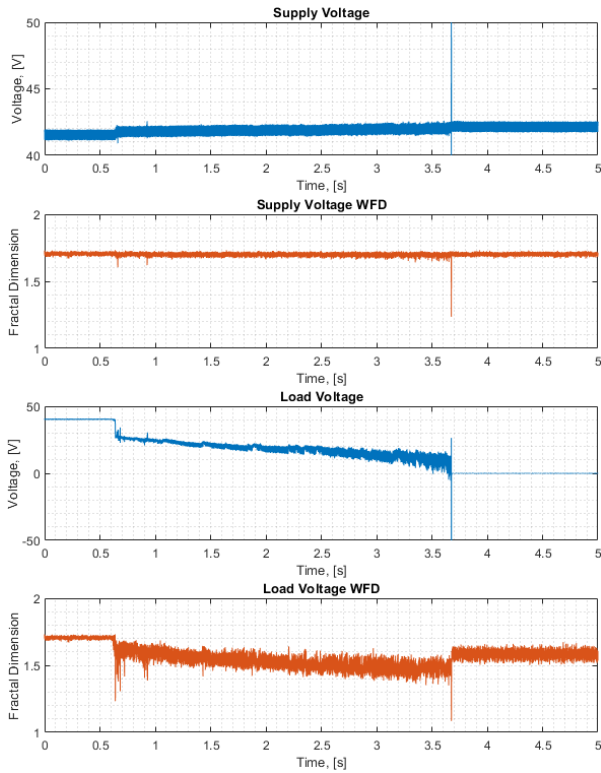 Supply Voltage
50
45
40
Voltage, [V]
0 0.5 1 1.5 2 2.5 3 3.5 4 4.5 5
Time, [s]
Supply Voltage WFD
2
1.5
1
Fractal Dimension
0 0.5 1 1.5 2 2.5 3 3.5 4 4.5 5
Time, [s]
Load Voltage
50
0
-50
Voltage, [V]
0 0.5 1 1.5 2 2.5 3 3.5 4 4.5 5
Time, [s]
Load Voltage WFD
2
1.5
1
Fractal Dimension
0 0.5 1 1.5 2 2.5 3 3.5 4 4.5 5
Time, [s]